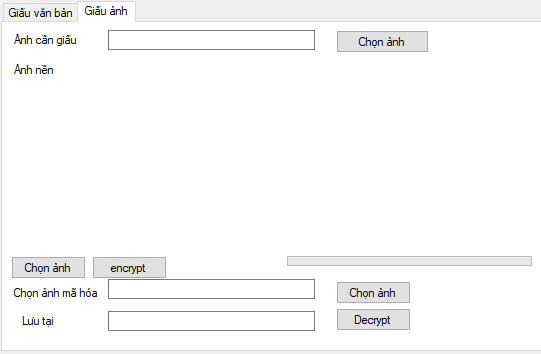 Giấu văn bản Giấu ảnh
Ảnh cần giấu Chọn ảnh
Ảnh nền
Chọn ảnh encrypt
Chọn ảnh mã hóa Chọn ảnh
Lưu tại Decrypt